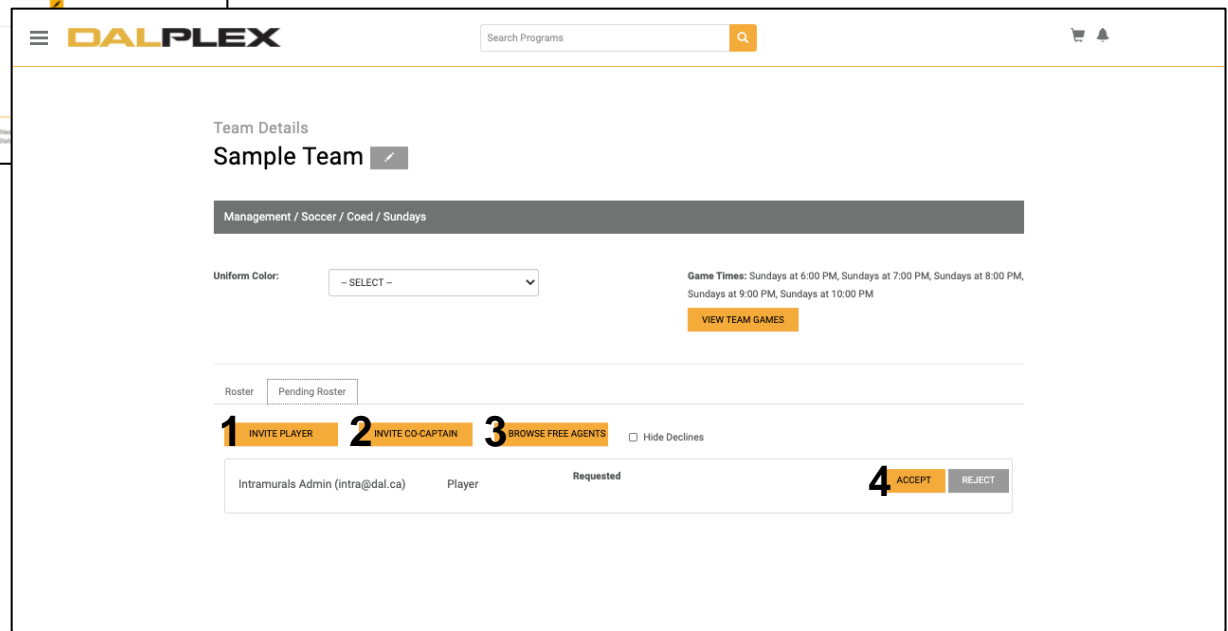 DALPLEX
Search Programs
Team Details
Sample Team
Management / Soccer / Coed / Sundays
Uniform Color:
-- SELECT --
Game Times: Sundays at 6:00 PM, Sundays at 7:00 PM, Sundays at 8:00 PM,
Sundays at 9:00 PM, Sundays at 10:00 PM
VIEW TEAM GAMES
Roster
Pending Roster
1 INVITE PLAYER
2 INVITE CO-CAPTAIN
3 BROWSE FREE AGENTS
Hide Declines
Intramurals Admin (intra@dal.ca)
Player
Requested
4 ACCEPT
REJECT